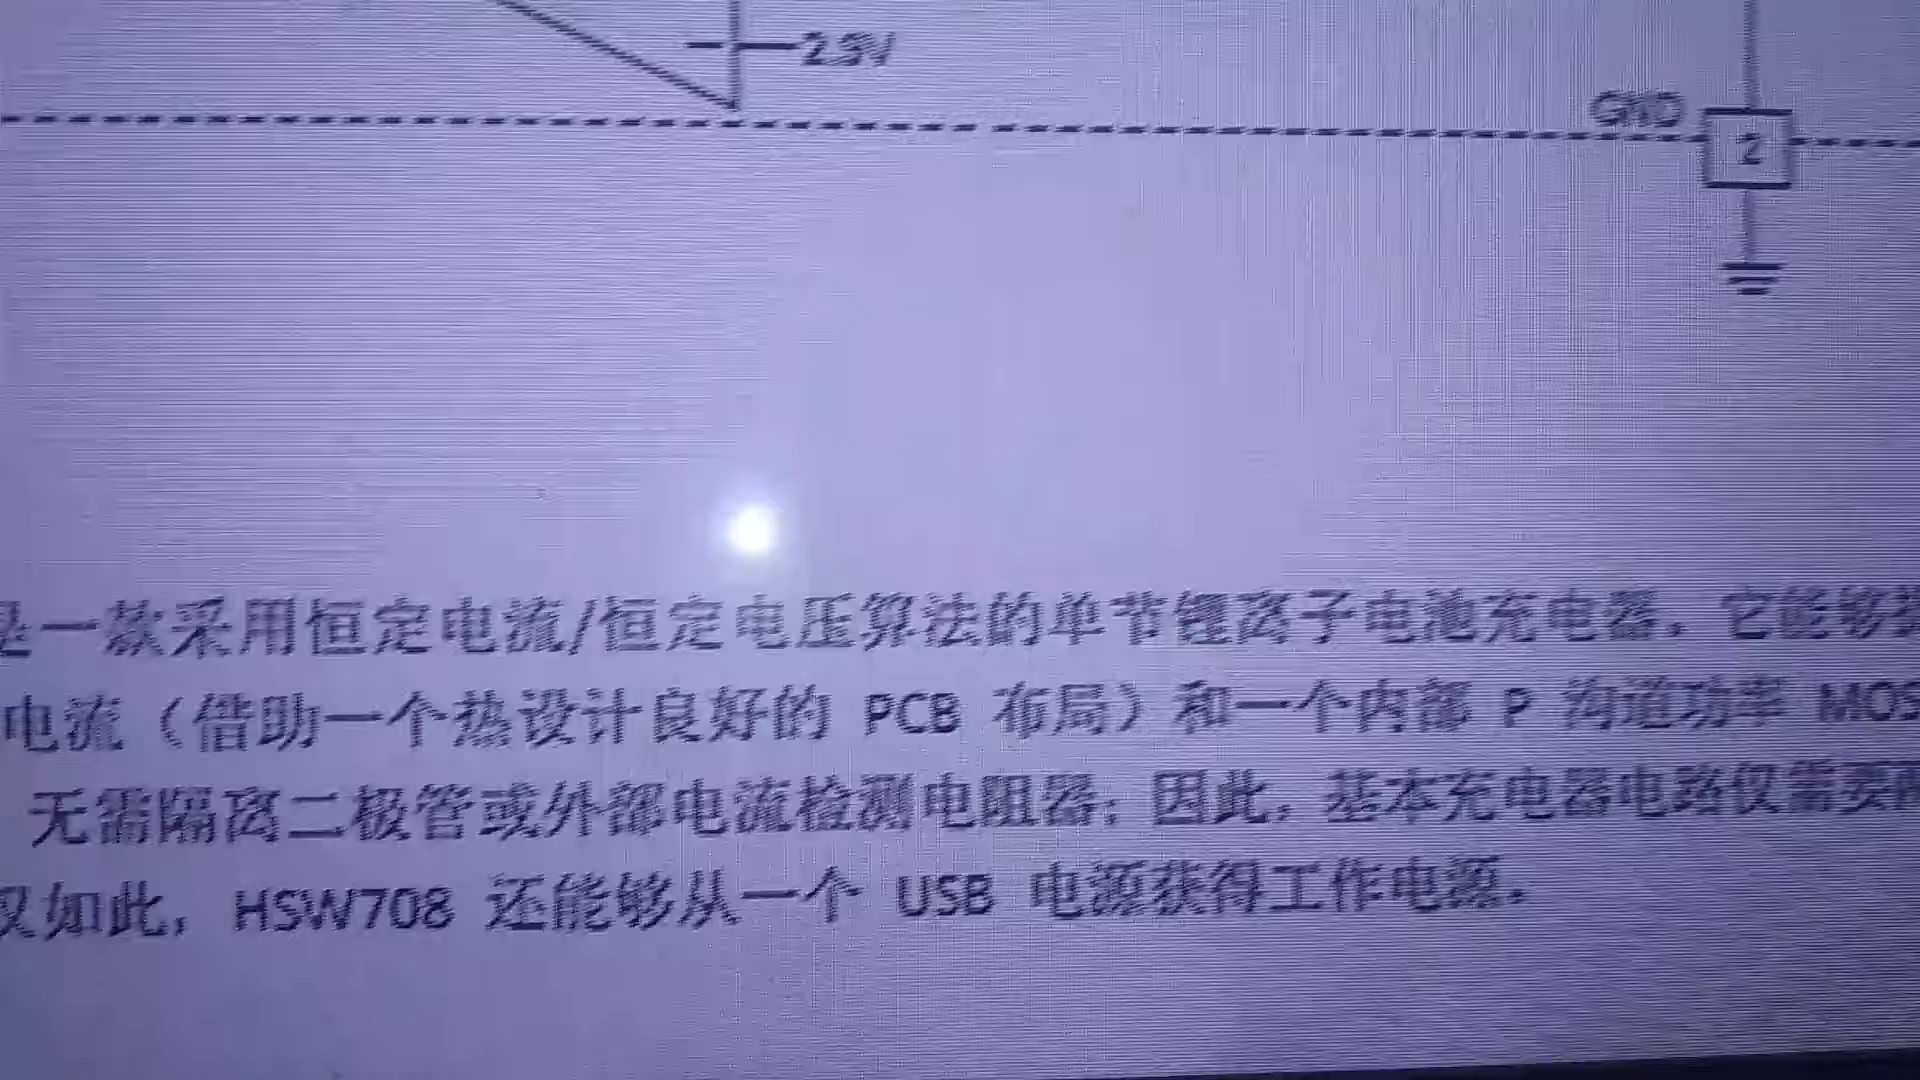 2.9V
GND
2
是一款采用恒定电流/恒定电压算法的单节锂离子电池充电器。它能够
电流（借助一个热设计良好的 PCB 布局）和一个内部 P 沟道功率 MOS
无需隔离二极管或外部电流检测电阻器；因此，基本充电器电路仅需要两
仅如此，HSW708 还能够从一个 USB 电源获得工作电源。